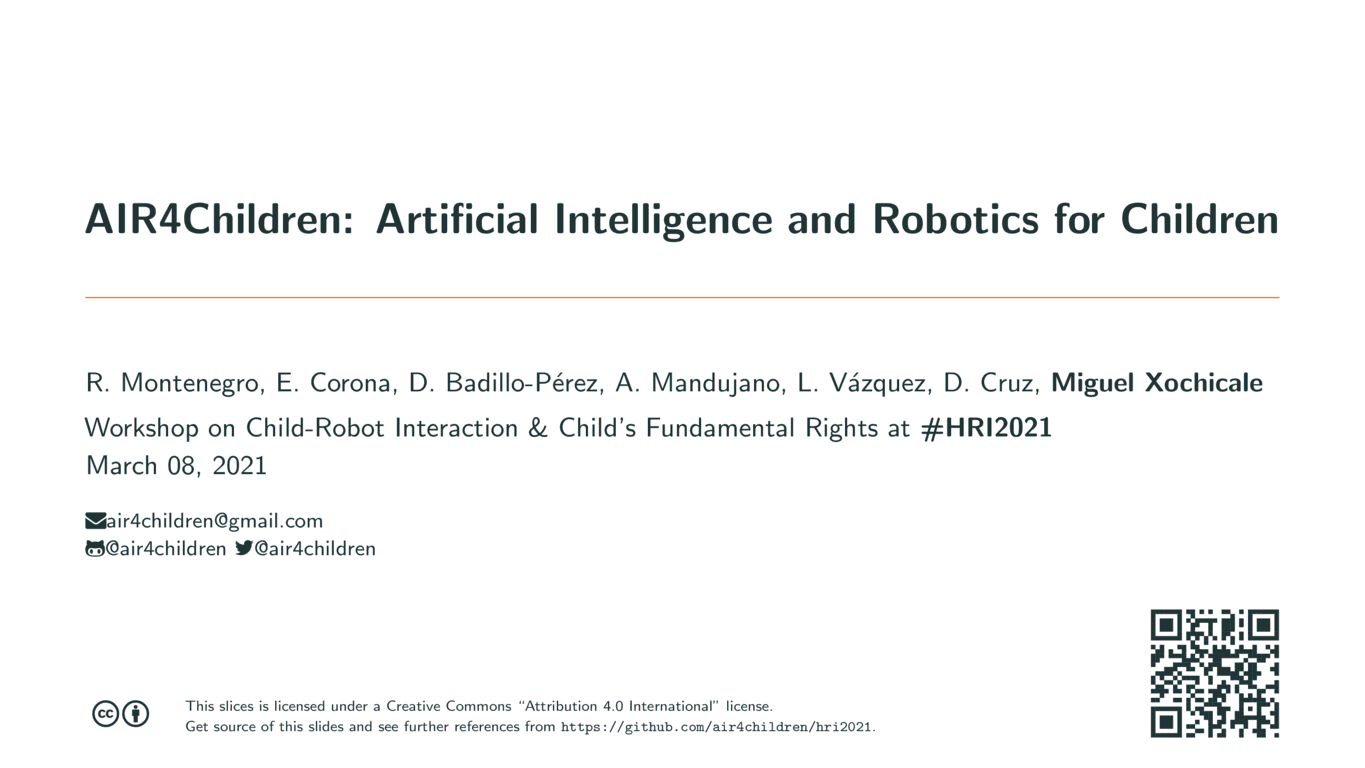 AIR4Children: Artificial Intelligence and Robotics for Children
R. Montenegro, E. Corona, D. Badillo-Pérez, A. Mandujano, L. Vázquez, D. Cruz, Miguel Xochicale
Workshop on Child-Robot Interaction & Child's Fundamental Rights at #HRI2021
March 08, 2021
air4children@gmail.com
@air4children @air4children
cc
This slices is licensed under a Creative Commons “Attribution 4.0 International” license.
Get source of this slides and see further references from https://github.com/air4children/hri2021.